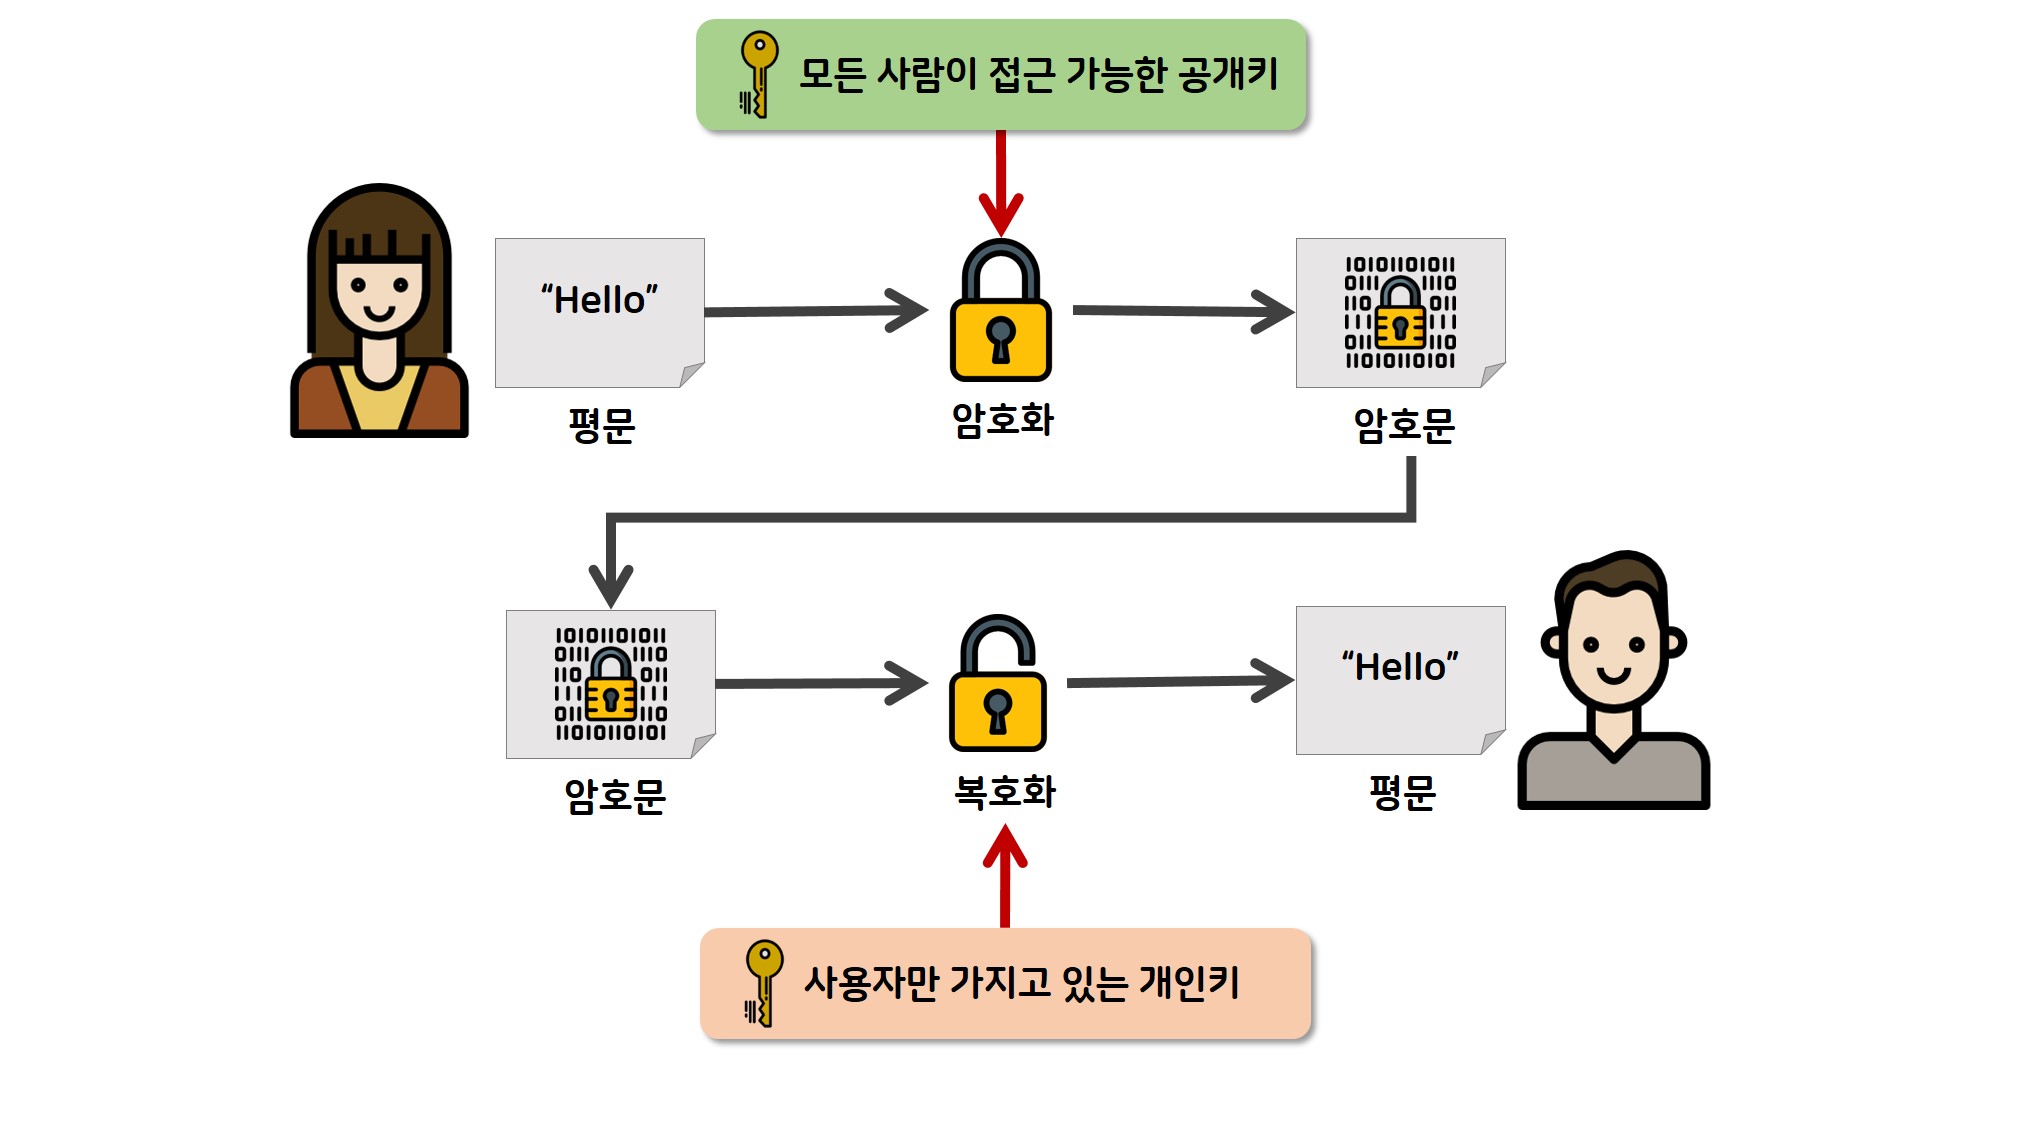 모든 사람이 접근 가능한 공개키
“Hello”
평문
암호화
암호문
암호문
복호화
“Hello”
평문
사용자만 가지고 있는 개인키